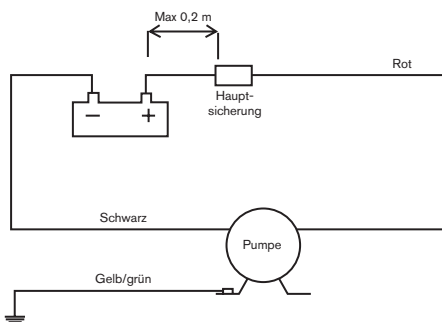 Max 0,2 m
Rot
Haupt-
sicherung
− +
Schwarz
Pumpe
Gelb/grün